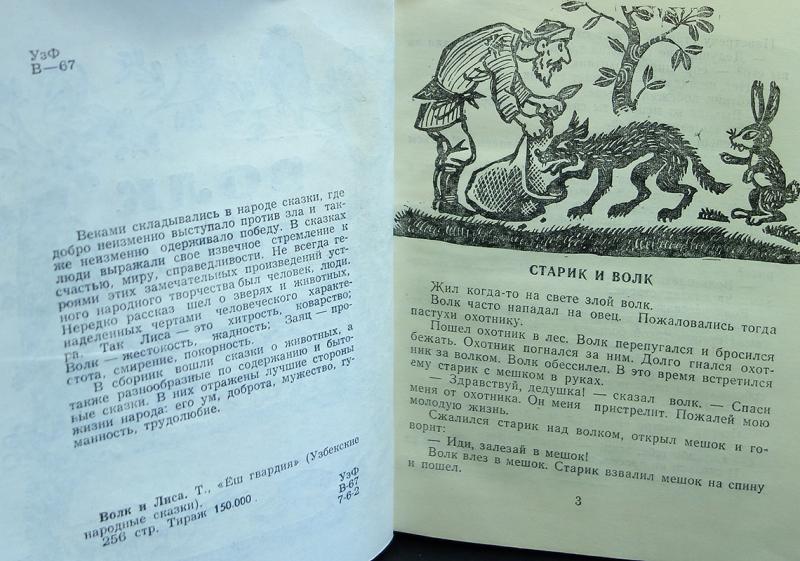 УзФ
В—67
Веками складывались в народе сказки, где
добро неизменно выступало против зла и так-
же неизменно одерживало победу. В сказках
люди выражали свое извечное стремление к
счастью, миру, справедливости. Не всегда ге-
роями этих замечательных произведений уст-
ного народного творчества был человек, люди.
Нередко рассказ шел о зверях и животных,
наделенных чертами человеческого характе-
ра. Так Лиса — это хитрость, коварство;
Волк — жестокость, жадность; Заяц — про-
стота, смирение, покорность.
В сборник вошли сказки о животных, а
также разнообразные по содержанию и быто-
вые сказки. В них отражены лучшие стороны
жизни народа: его ум, доброта, мужество, гу-
манность, трудолюбие.
Волк и Лиса. Т., «Ёш гвардия» (Узбекские
народные сказки).
256 стр. Тираж 150.000.
УзФ
В-67
7-6-2
СТАРИК И ВОЛК
Жил когда-то на свете злой волк.
Волк часто нападал на овец. Пожаловались тогда
пастухи охотнику.
Пошел охотник в лес. Волк перепугался и бросился
бежать. Охотник погнался за ним. Долго гнался охот-
ник за волком. Волк обессилел. В это время встретился
ему старик с мешком в руках.
— Здравствуй, дедушка! — сказал волк. — Спаси
меня от охотника. Он меня пристрелит. Пожалей мою
молодую жизнь.
Сжалился старик над волком, открыл мешок и го-
ворит:
— Иди, залезай в мешок!
Волк влез в мешок. Старик взвалил мешок на спину
и пошел.
3